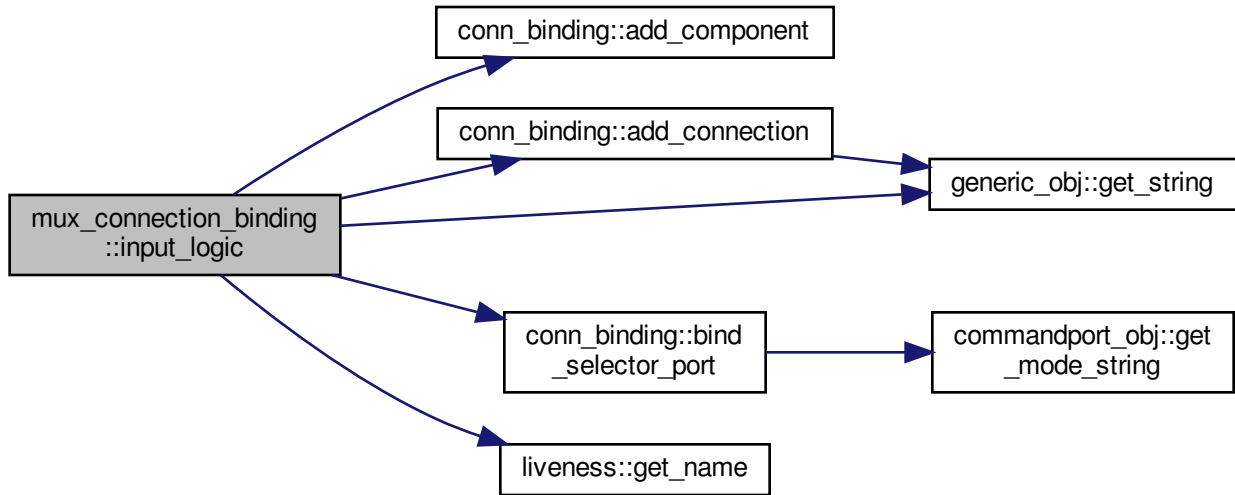 conn_binding::add_component
conn_binding::add_connection
generic_obj::get_string
mux_connection_binding
::input_logic
conn_binding::bind
_selector_port
commandport_obj::get
_mode_string
liveness::get_name